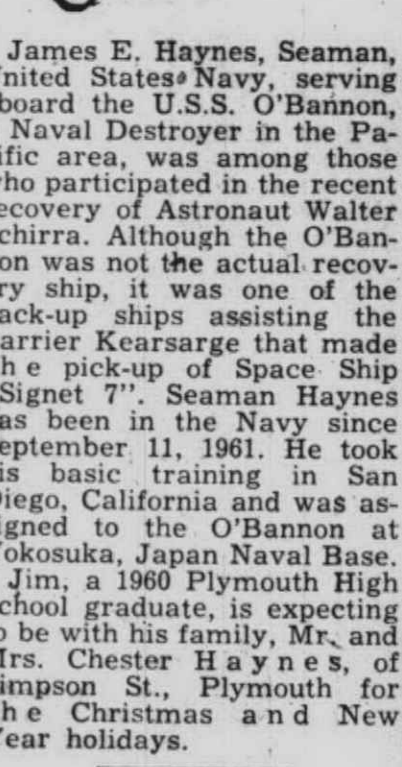 James E. Haynes, Seaman,
nited States Navy, serving
board the U.S.S. O'Bannon,
Naval Destroyer in the Pa-
ific area, was among those
ho participated in the recent
ecovery of Astronaut Walter
chirra. Although the O'Ban-
on was not the actual recov-
ry ship, it was one of the
ack-up ships assisting the
arrier Kearsarge that made
he pick-up of Space Ship
Signet 7". Seaman Haynes
as been in the Navy since
eptember 11, 1961. He took
is basic training in San
iego, California and was as-
igned to the O'Bannon at
okosuka, Japan Naval Base.
Jim, a 1960 Plymouth High
chool graduate, is expecting
o be with his family, Mr. and
rs. Chester Haynes, of
impson St., Plymouth for
he Christmas and New
ear holidays.